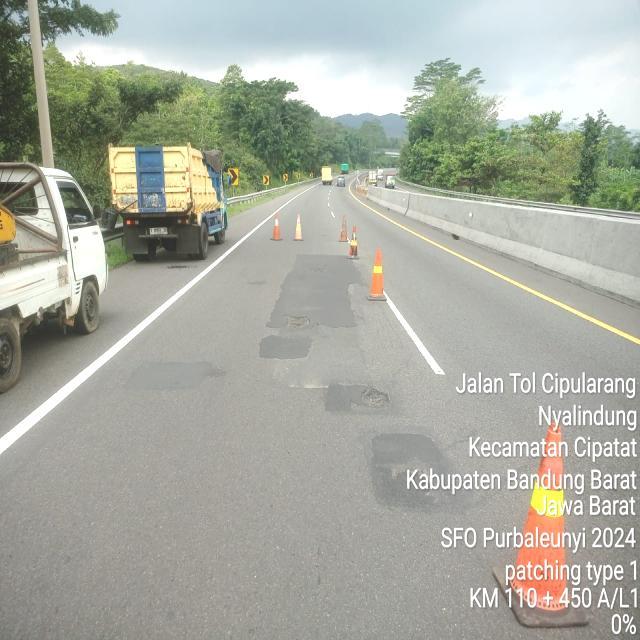 Jalan Tol Cipularang
Nyalindung
Kecamatan Cipatat
Kabupaten Bandung Barat
Jawa Barat
SFO Purbaleunyi 2024
patching type 1
KM 110 + 450 A/L1
0%